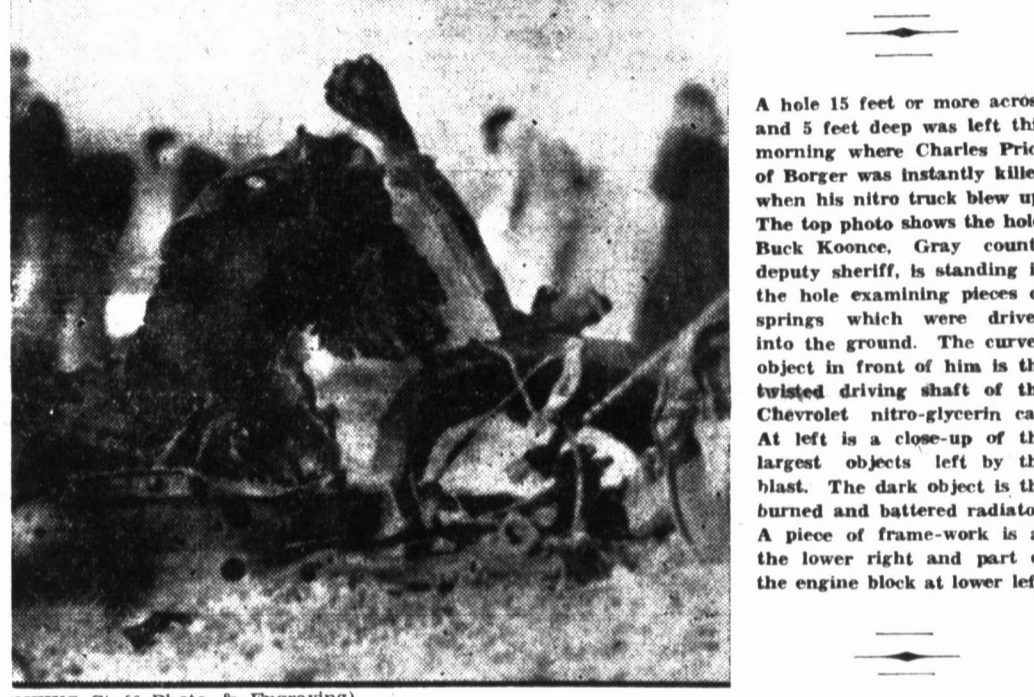 A hole 15 feet or more acros
and 5 feet deep was left thi
morning where Charles Pric
of Borger was instantly kille
when his nitro truck blew up
The top photo shows the hole
Buck Koonce, Gray count
deputy sheriff, is standing i
the hole examining pieces o
springs which were drive
into the ground. The curve
object in front of him is th
twisted driving shaft of th
Chevrolet nitro-glycerin ca
At left is a close-up of th
largest objects left by th
blast. The dark object is th
burned and battered radiato
A piece of frame-work is a
the lower right and part o
the engine block at lower lef
Staff Photo & Engraving)